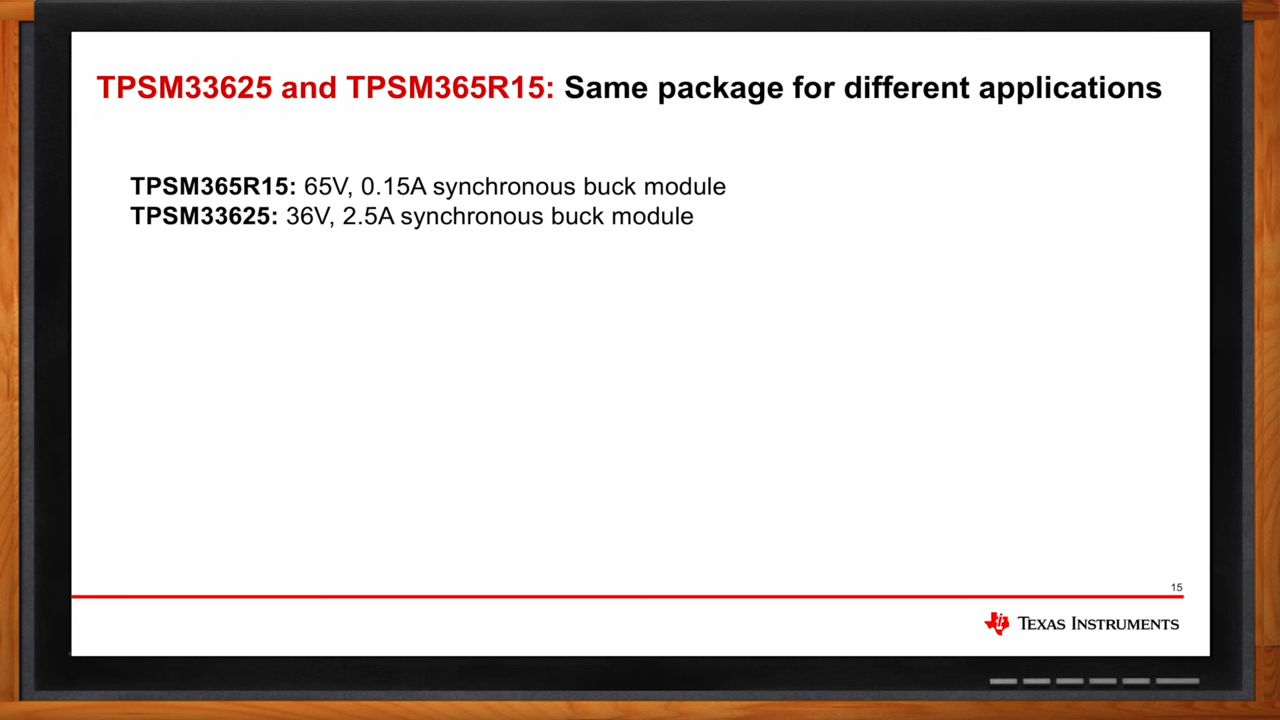 TPSM33625 and TPSM365R15: Same package for different applications
TPSM365R15: 65V, 0.15A synchronous buck module
TPSM33625: 36V, 2.5A synchronous buck module
15
TEXAS INSTRUMENTS